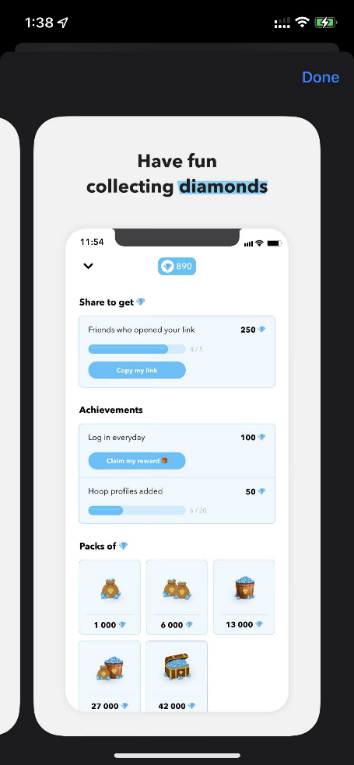 1:38
Done
Have fun
collecting diamonds
11:54
890
Share to get
Friends who opened your link 250
4 / 5
Copy my link
Achievements
Log in everyday 100
Claim my reward
Hoop profiles added 50
6 / 20
Packs of
1 000 6 000 13 000
27 000 42 000